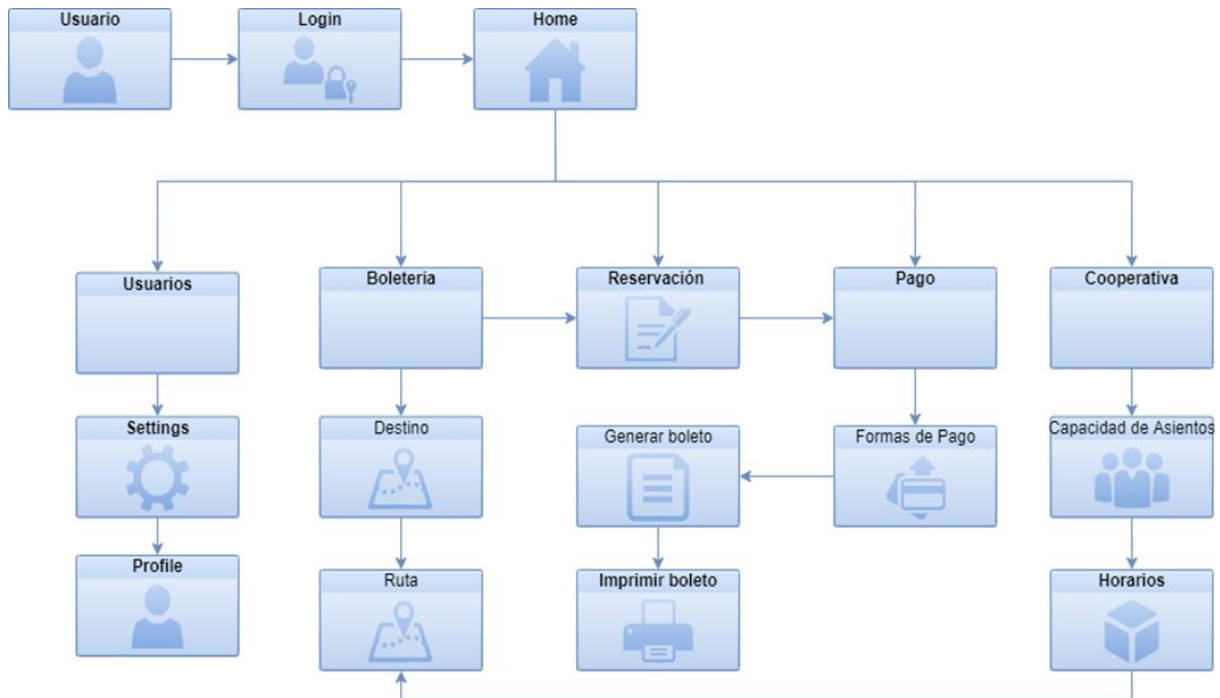 Usuario
Login
Home
Usuarios
Boleteria
Reservación
Pago
Cooperativa
Settings
Destino
Generar boleto
Formas de Pago
Capacidad de Asientos
Profile
Ruta
Imprimir boleto
Horarios